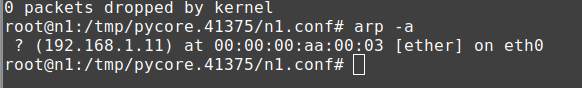 0 packets dropped by kernel
root@n1:/tmp/pycore.41375/n1.conf# arp -a
? (192.168.1.11) at 00:00:00:aa:00:03 [ether] on eth0
root@n1:/tmp/pycore.41375/n1.conf#